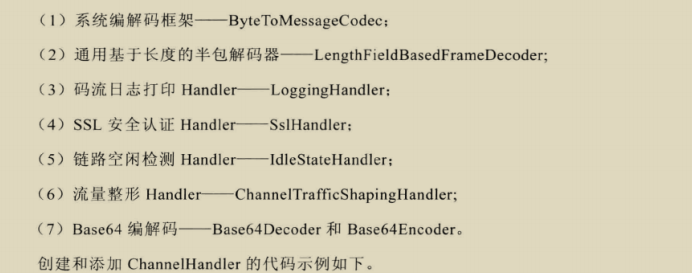 （1）系统编解码框架——ByteToMessageCodec；
（2）通用基于长度的半包解码器——LengthFieldBasedFrameDecoder;
（3）码流日志打印 Handler——LoggingHandler；
（4）SSL 安全认证 Handler——SslHandler；
（5）链路空闲检测 Handler——IdleStateHandler；
（6）流量整形 Handler——ChannelTrafficShapingHandler;
（7）Base64 编解码——Base64Decoder 和 Base64Encoder。
创建和添加 ChannelHandler 的代码示例如下。